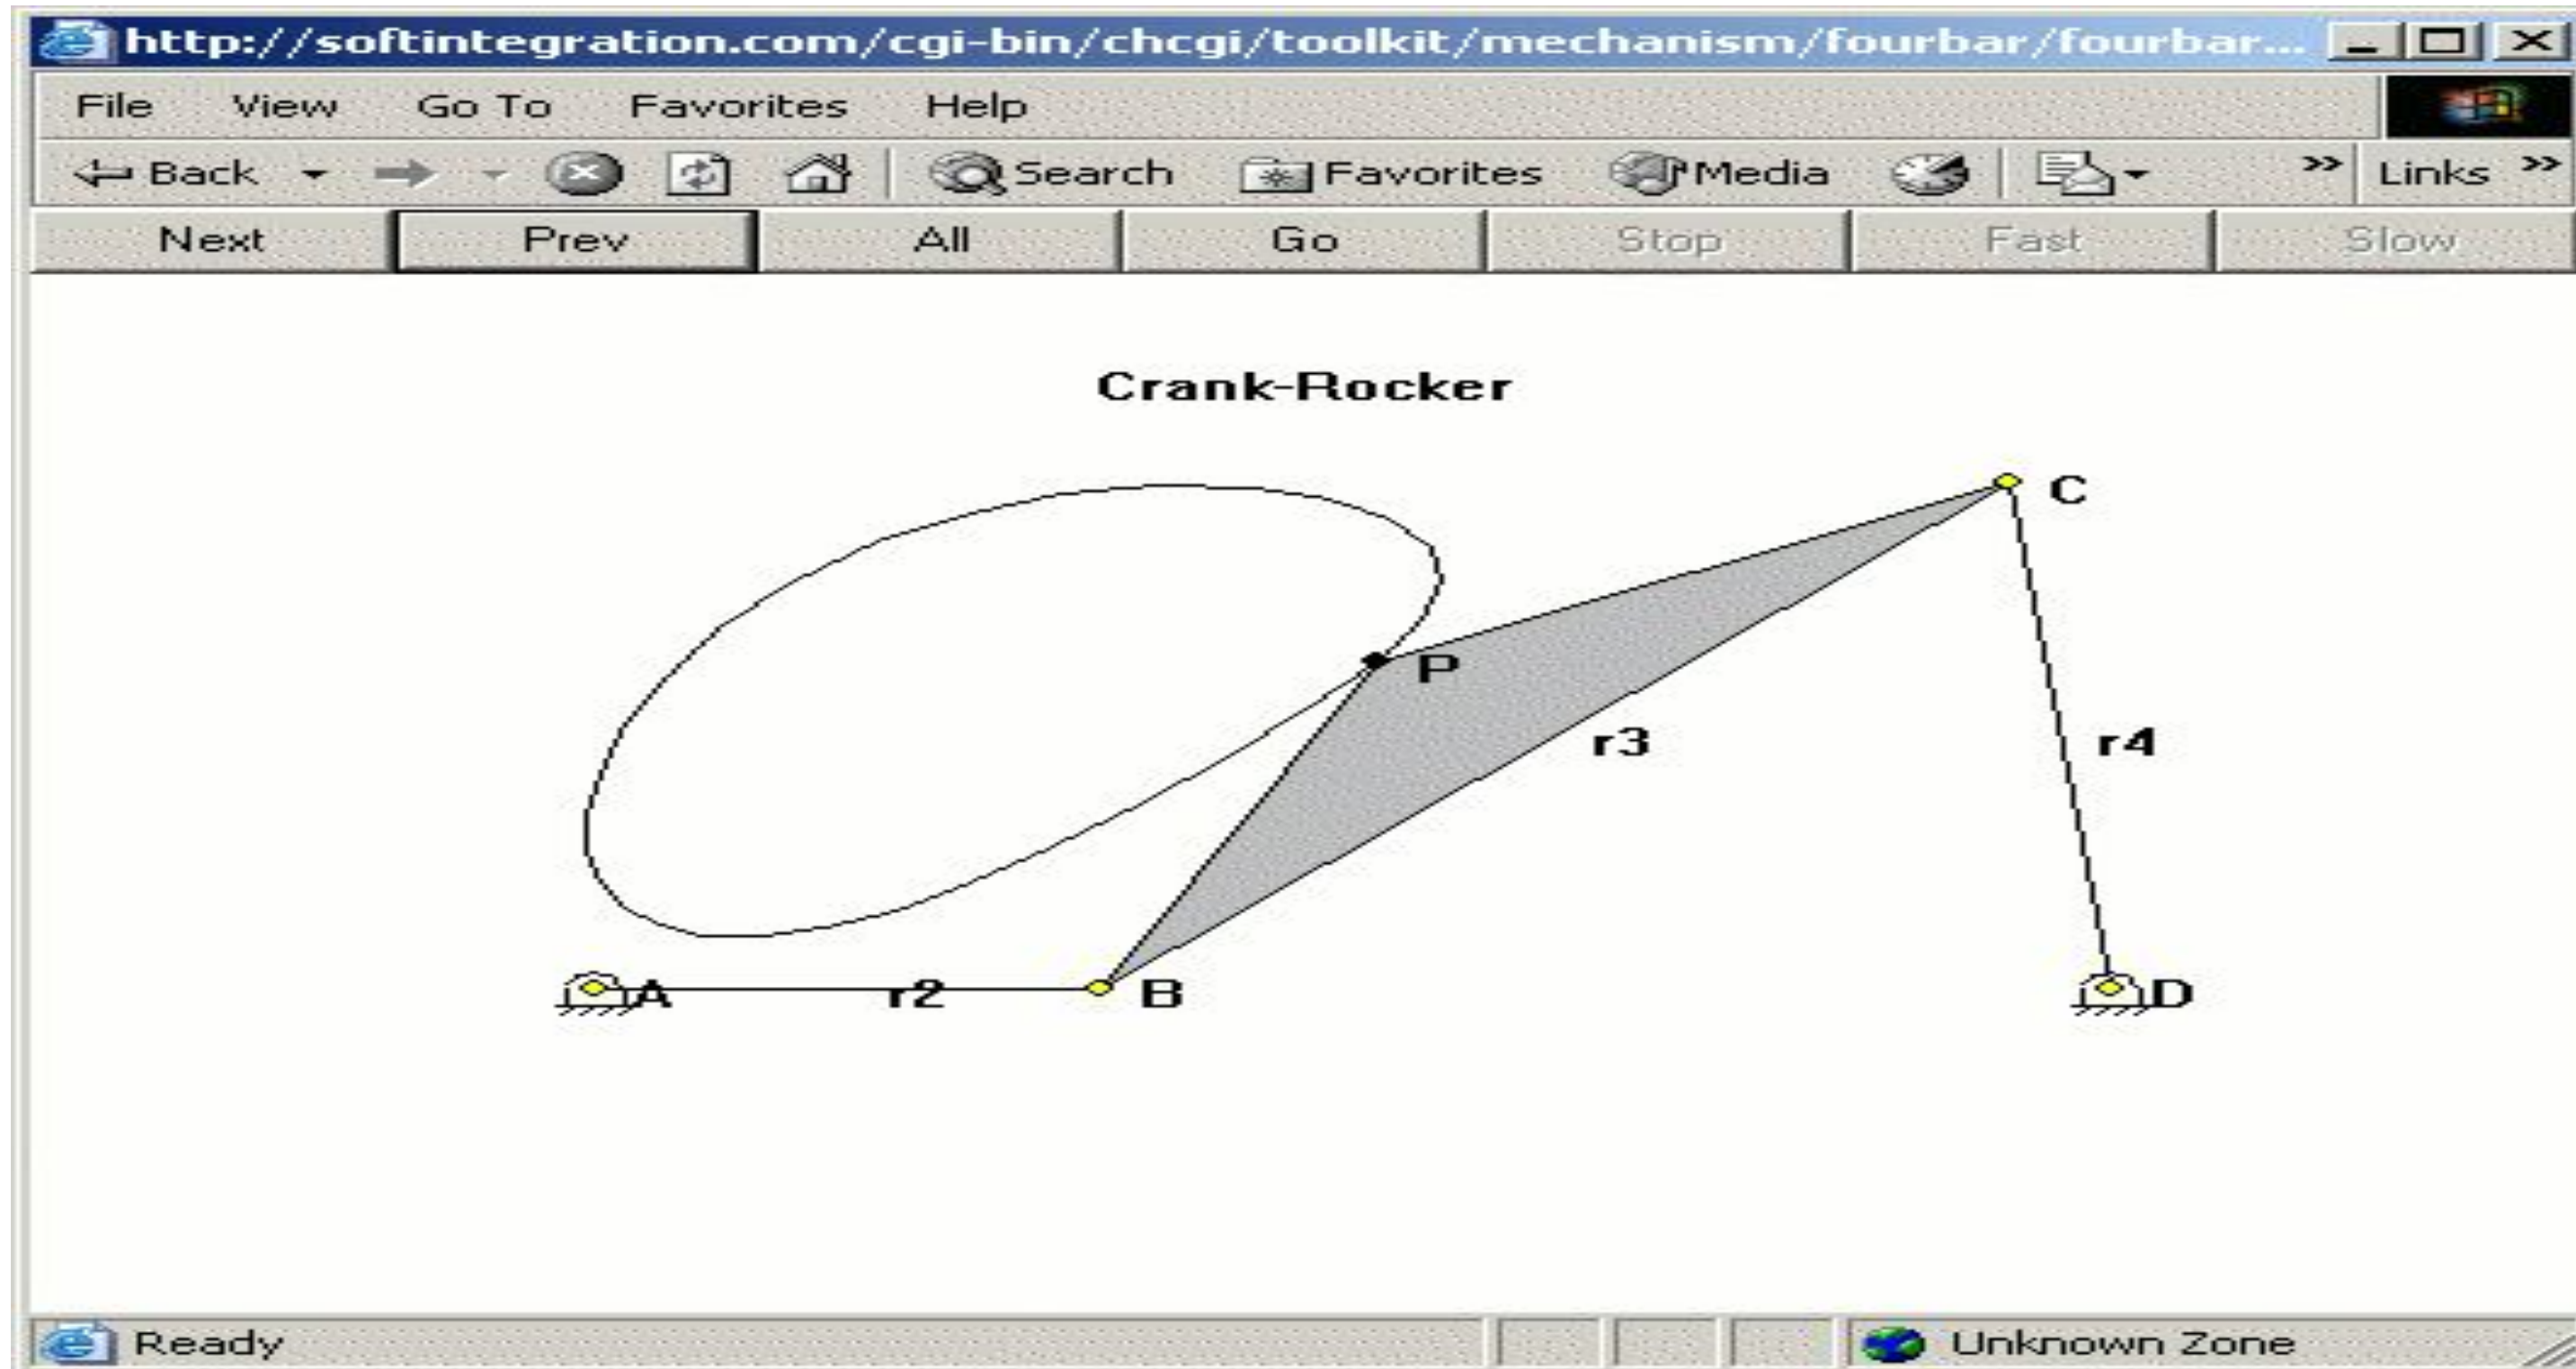 http://softintegration.com/cgi-bin/chcgi/toolkit/mechanism/fourbar/fourbar...
File View Go To Favorites Help
Back Search Favorites Media Links
Next Prev All Go Stop Fast Slow
Crank-Rocker
C
P
r3 r4
A r2 B D
Ready Unknown Zone